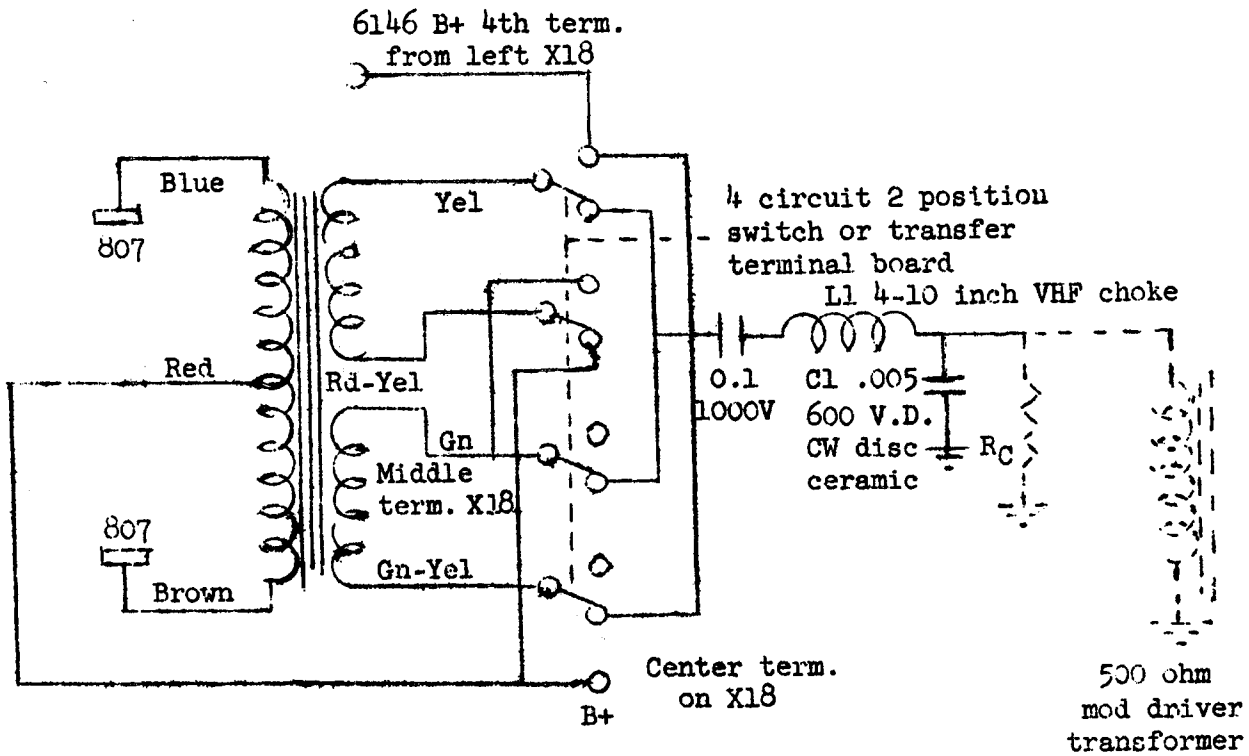 6146 B+ 4th term.
from left X18
Blue
807
Yel
4 circuit 2 position
switch or transfer
terminal board
L1 4-10 inch VHF choke
Red
Rd-Yel
0.1
1000V
C1 .005
600 V.D.
CW disc
ceramic
RC
Gn
Middle
term. X18
807
Gn-Yel
Brown
Center term.
on X18
B+
500 ohm
mod driver
transformer